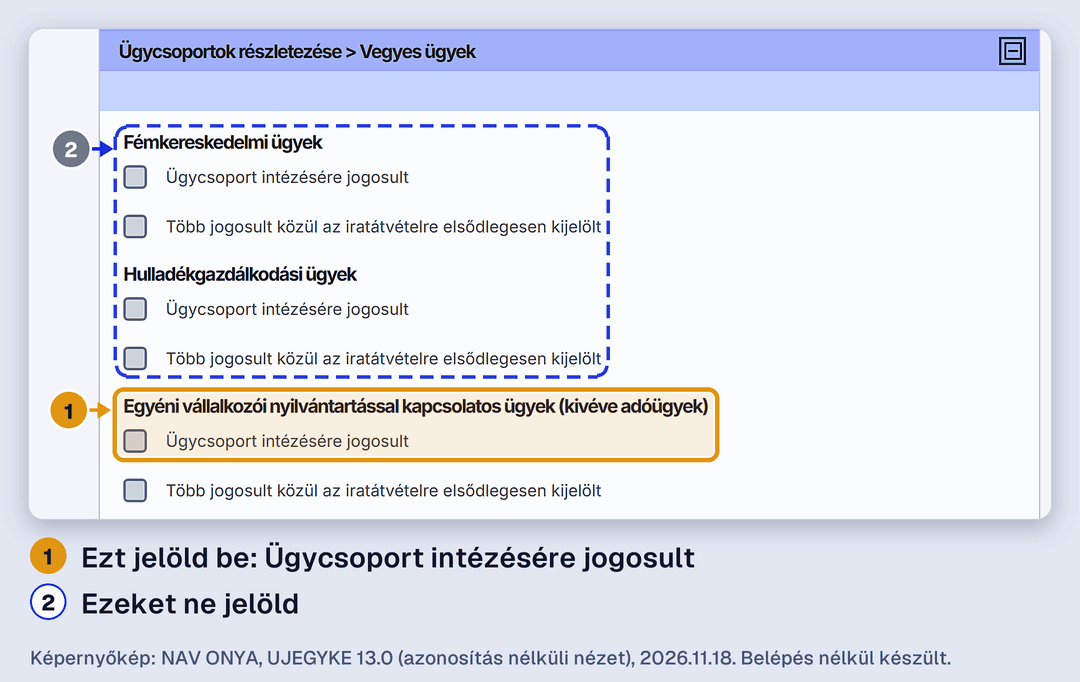 Ügycsoportok részletezése > Vegyes ügyek
Fémkereskedelmi ügyek
2
Ügycsoport intézésére jogosult
Több jogosult közül az iratátvételre elsődlegesen kijelölt
Hulladékgazdálkodási ügyek
Ügycsoport intézésére jogosult
Több jogosult közül az iratátvételre elsődlegesen kijelölt
1
Egyéni vállalkozói nyilvántartással kapcsolatos ügyek (kivéve adóügyek)
Ügycsoport intézésére jogosult
Több jogosult közül az iratátvételre elsődlegesen kijelölt
1 Ezt jelöld be: Ügycsoport intézésére jogosult
2 Ezeket ne jelöld
Képernyőkép: NAV ONYA, UJEGYKE 13.0 (azonosítás nélküli nézet), 2026.11.18. Belépés nélkül készült.